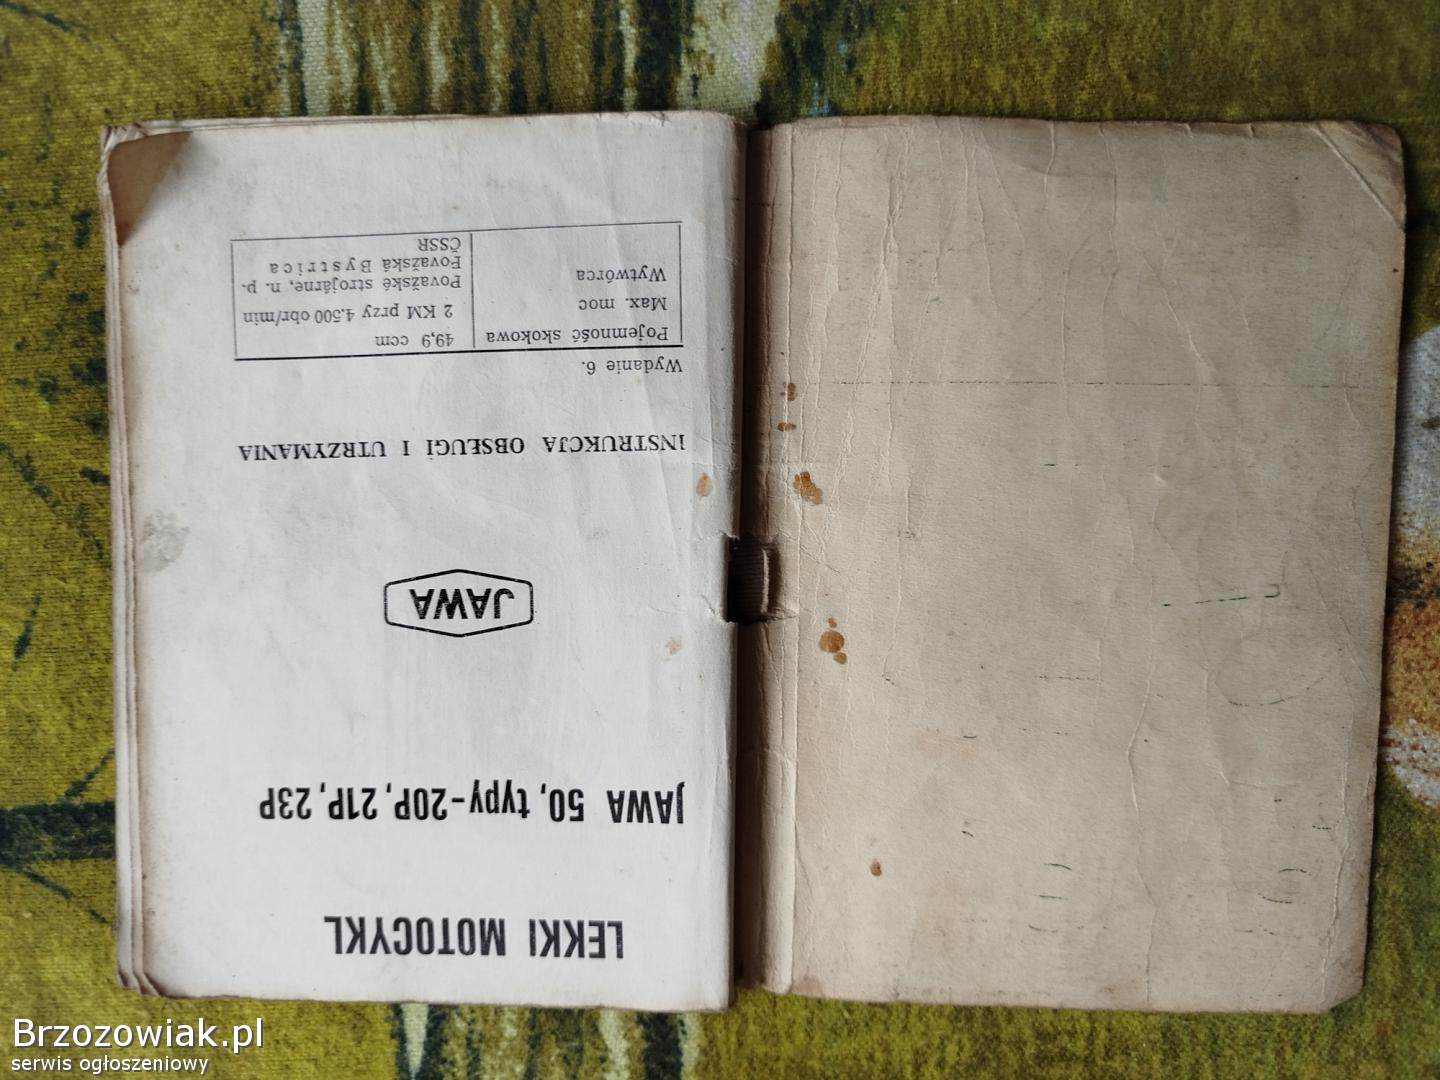 LEKKI MOTOCYKL
JAWA 50, typy-20P, 21P, 23P
JAWA
INSTRUKCJA OBSŁUGI I UTRZYMANIA
Wydanie 6.
Pojemność skokowa 49,9 ccm
Max. moc 2 KM przy 4.500 obr/min
Wytwórca Považské strojárne, n. p.
Považská Bystrica
ČSSR
Brzozowiak.pl
serwis ogłoszeniowy